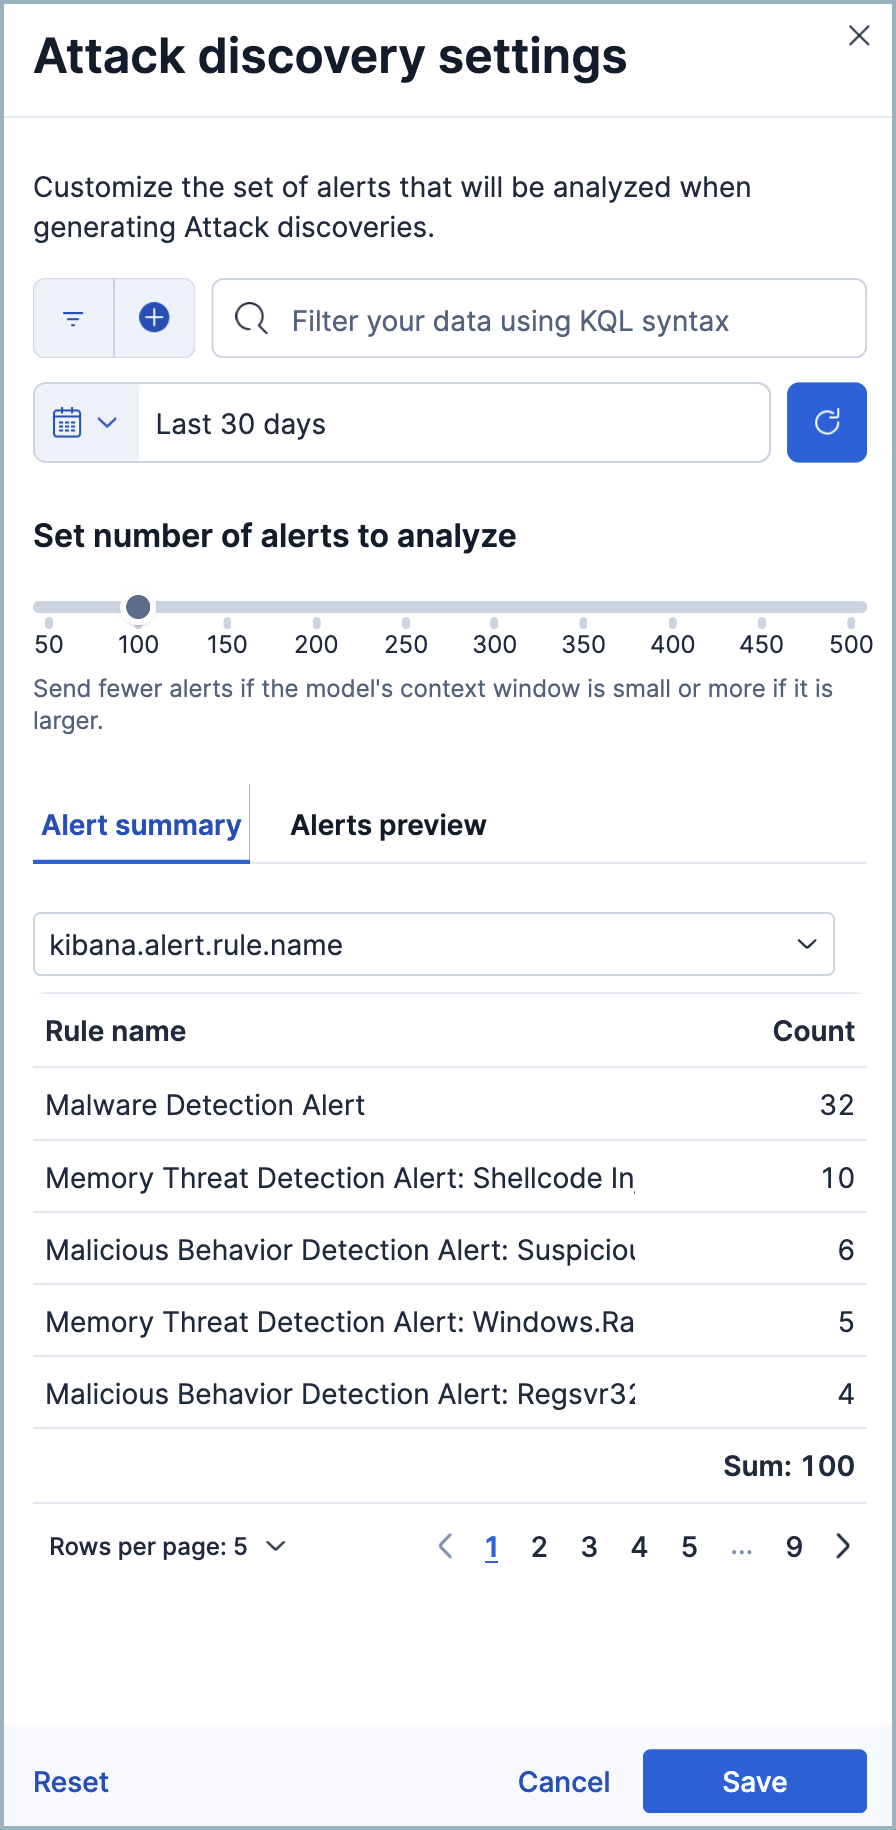 Attack discovery settings
Customize the set of alerts that will be analyzed when
generating Attack discoveries.
Filter your data using KQL syntax
Last 30 days
Set number of alerts to analyze
50 100 150 200 250 300 350 400 450 500
Send fewer alerts if the model's context window is small or more if it is
larger.
Alert summary Alerts preview
kibana.alert.rule.name
Rule name Count
Malware Detection Alert 32
Memory Threat Detection Alert: Shellcode In 10
Malicious Behavior Detection Alert: Suspiciou 6
Memory Threat Detection Alert: Windows.Ra 5
Malicious Behavior Detection Alert: Regsvr32 4
Sum: 100
Rows per page: 5 1 2 3 4 5 ... 9
Reset Cancel Save